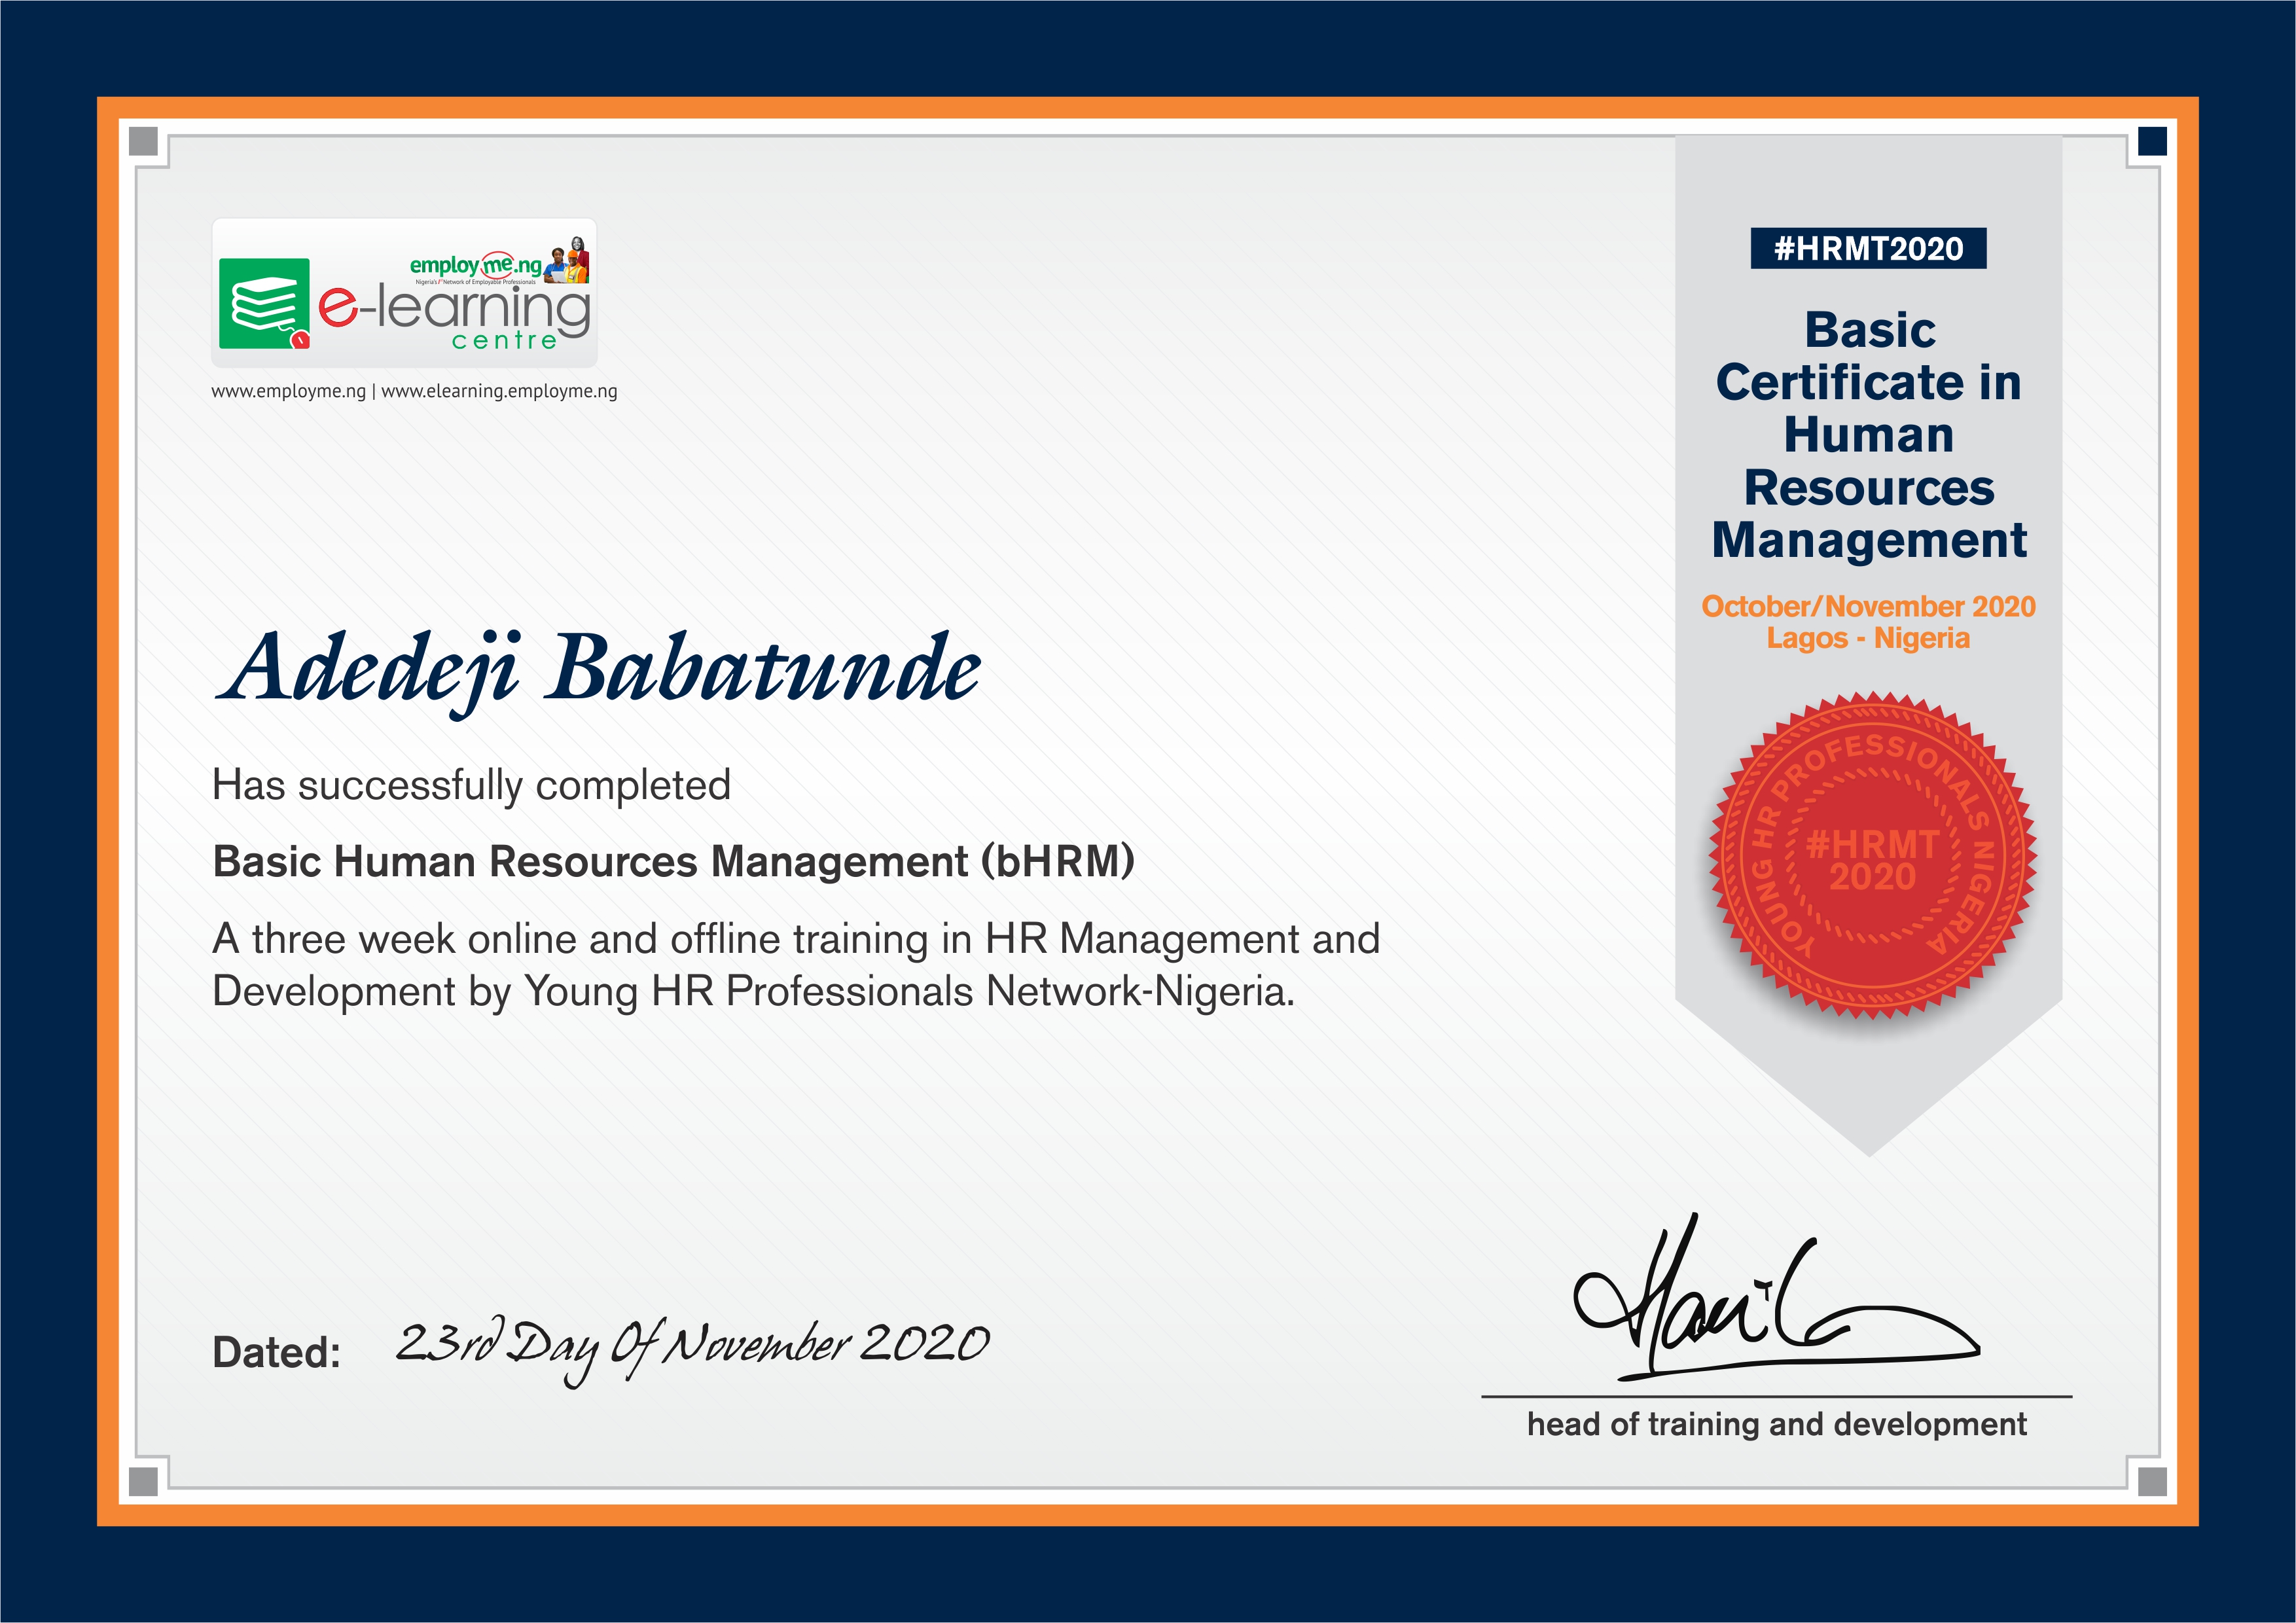 employme.ng
Nigeria's 1st Network of Employable Professionals
e-learning
centre
www.employme.ng | www.elearning.employme.ng
#HRMT2020
Basic
Certificate in
Human
Resources
Management
October/November 2020
Lagos - Nigeria
YOUNG HR PROFESSIONALS NIGERIA
#HRMT
2020
Adedeji Babatunde
Has successfully completed
Basic Human Resources Management (bHRM)
A three week online and offline training in HR Management and
Development by Young HR Professionals Network-Nigeria.
Dated: 23rd Day Of November 2020
head of training and development